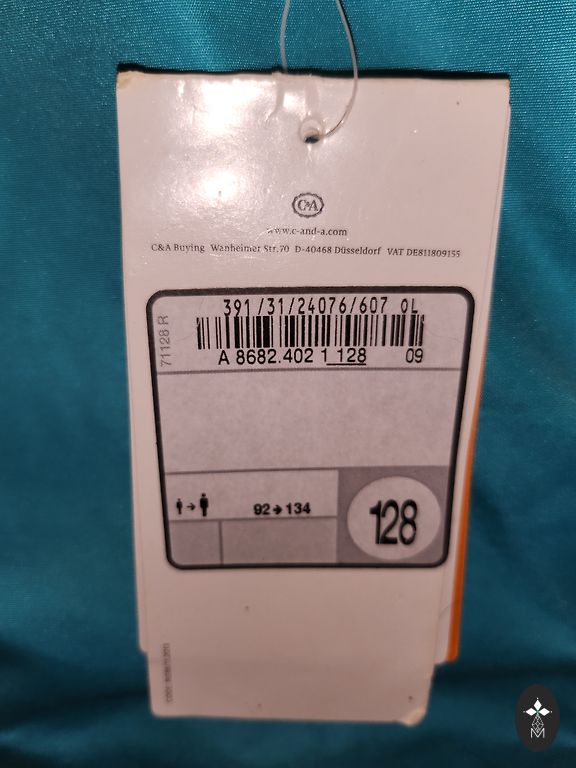 C&A
www.c-and-a.com
C&A Buying Wanheimer Str.70 D-40468 Düsseldorf VAT DE811809155
391/31/24076/607 OL
71128 R
A 8682.402 1 128 09
92→134
128
M